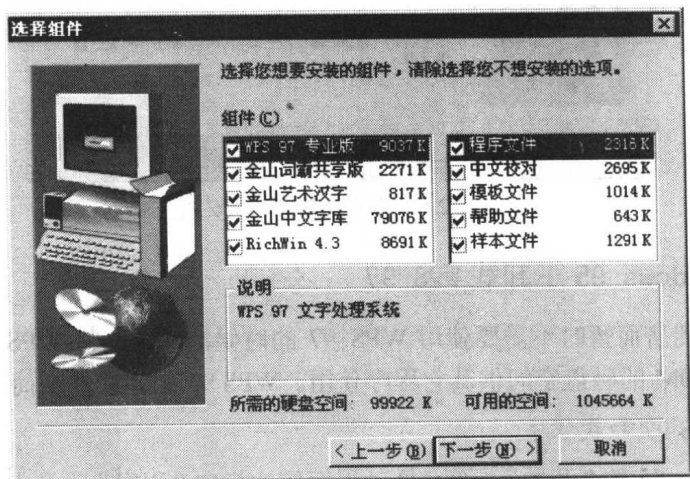 选择组件
选择您想要安装的组件，清除选择您不想安装的选项。
组件(C)
WPS 97 专业版 9037 K
金山词霸共享版 2271 K
金山艺术汉字 817 K
金山中文字库 79076 K
RichWin 4.3 8691 K
程序文件 2316 K
中文校对 2695 K
模板文件 1014 K
帮助文件 643 K
样本文件 1291 K
说明
WPS 97 文字处理系统
所需的硬盘空间: 99922 K 可用的空间: 1045664 K
<上一步(B) 下一步(N)> 取消